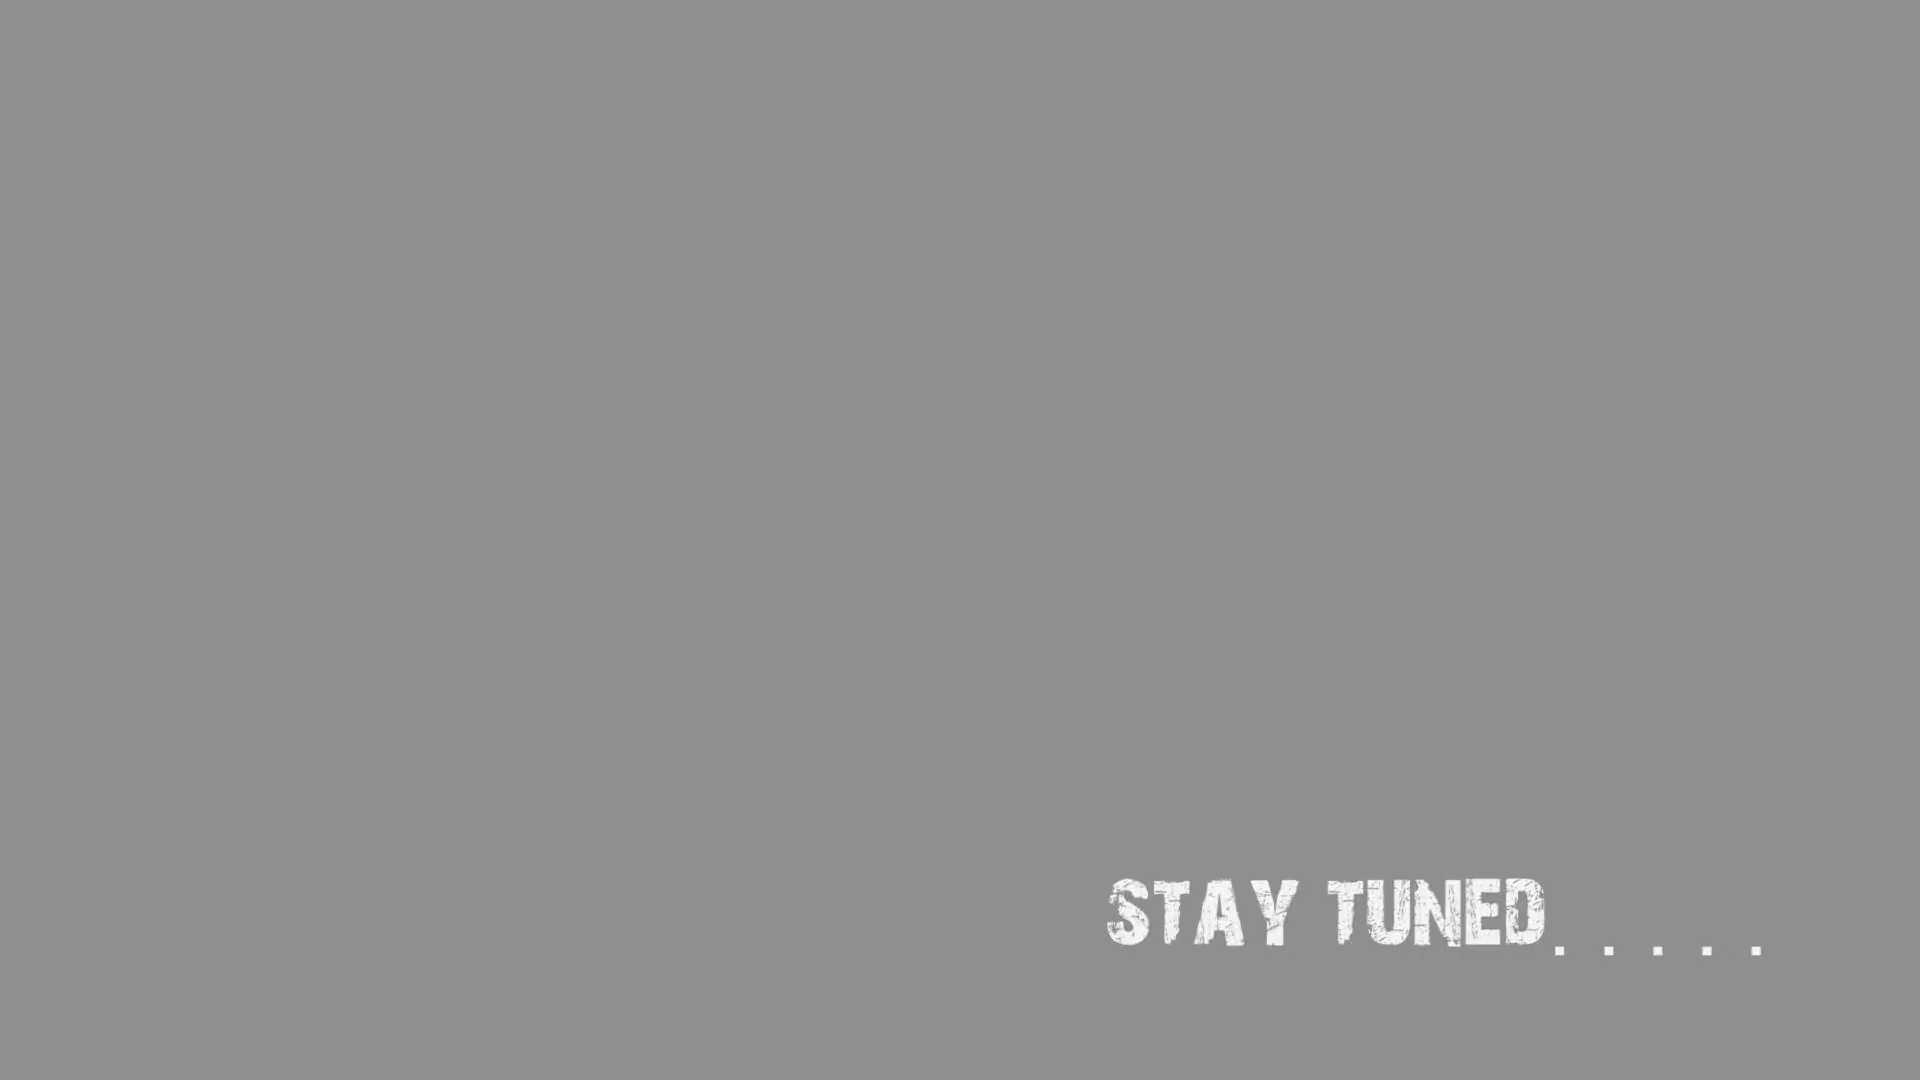 STAY TUNED. . . . .